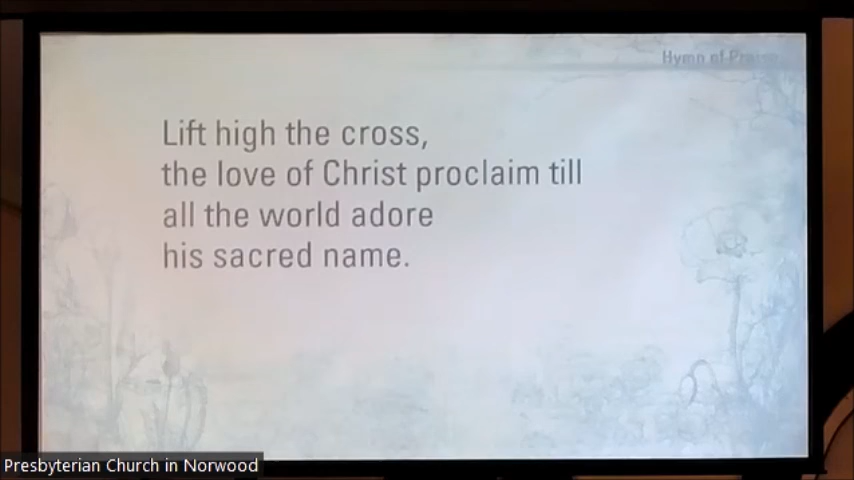 Hymn of Praise
Lift high the cross,
the love of Christ proclaim till
all the world adore
his sacred name.
Presbyterian Church in Norwood